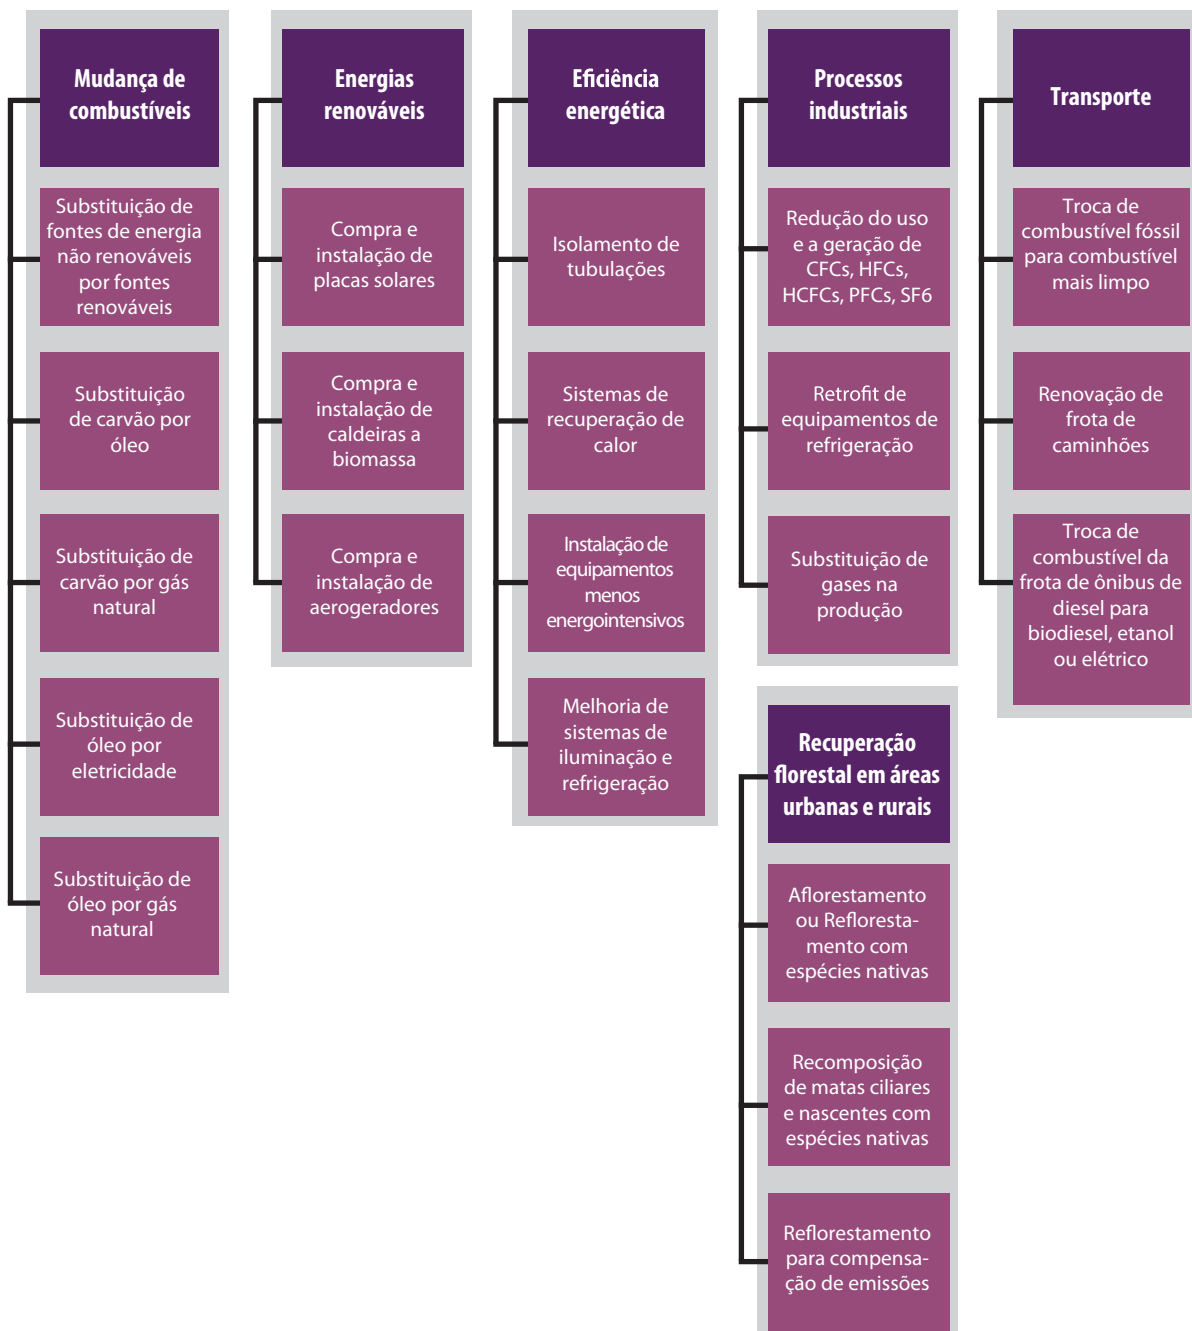 Mudança de
combustíveis
Substituição de
fontes de energia
não renováveis
por fontes
renováveis
Substituição
de carvão por
óleo
Substituição de
carvão por gás
natural
Substituição de
óleo por
eletricidade
Substituição de
óleo por gás
natural
Energias
renováveis
Compra e
instalação de
placas solares
Compra e
instalação de
caldeiras a
biomassa
Compra e
instalação de
aerogeradores
Eficiência
energética
Isolamento de
tubulações
Sistemas de
recuperação de
calor
Instalação de
equipamentos
menos
energointensivos
Melhoria de
sistemas de
iluminação e
refrigeração
Processos
industriais
Redução do uso
e a geração de
CFCs, HFCs,
HCFCs, PFCs, SF6
Retrofit de
equipamentos de
refrigeração
Substituição de
gases na
produção
Recuperação
florestal em áreas
urbanas e rurais
Aflorestamento
ou Refloresta-
mento com
espécies nativas
Recomposição
de matas ciliares
e nascentes com
espécies nativas
Reflorestamento
para compensa-
ção de emissões
Transporte
Troca de
combustível fóssil
para combustível
mais limpo
Renovação de
frota de
caminhões
Troca de
combustível da
frota de ônibus de
diesel para
biodiesel, etanol
ou elétrico